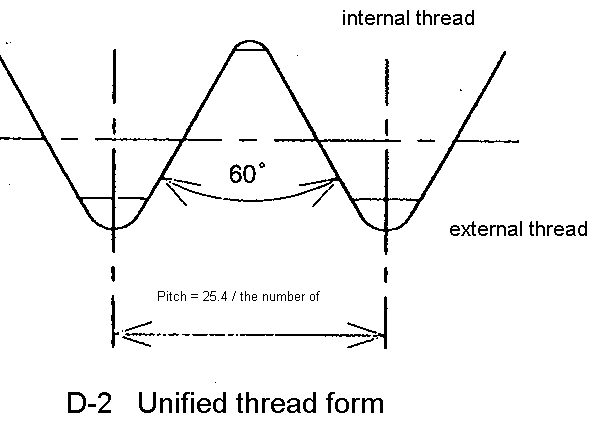 internal thread
60°
external thread
Pitch = 25.4 / the number of
D-2 Unified thread form